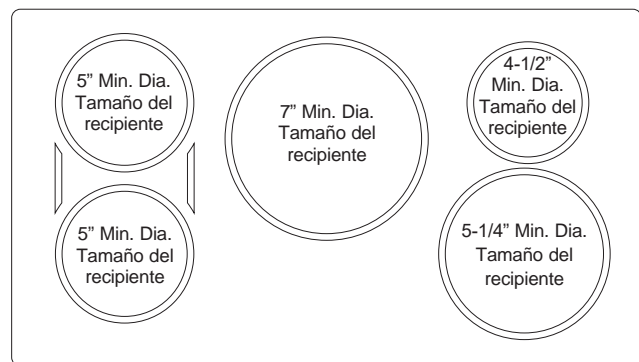 5” Min. Dia.
Tamaño del
recipiente
5” Min. Dia.
Tamaño del
recipiente
7” Min. Dia.
Tamaño del
recipiente
4-1/2”
Min. Dia.
Tamaño del
recipiente
5-1/4” Min. Dia.
Tamaño del
recipiente